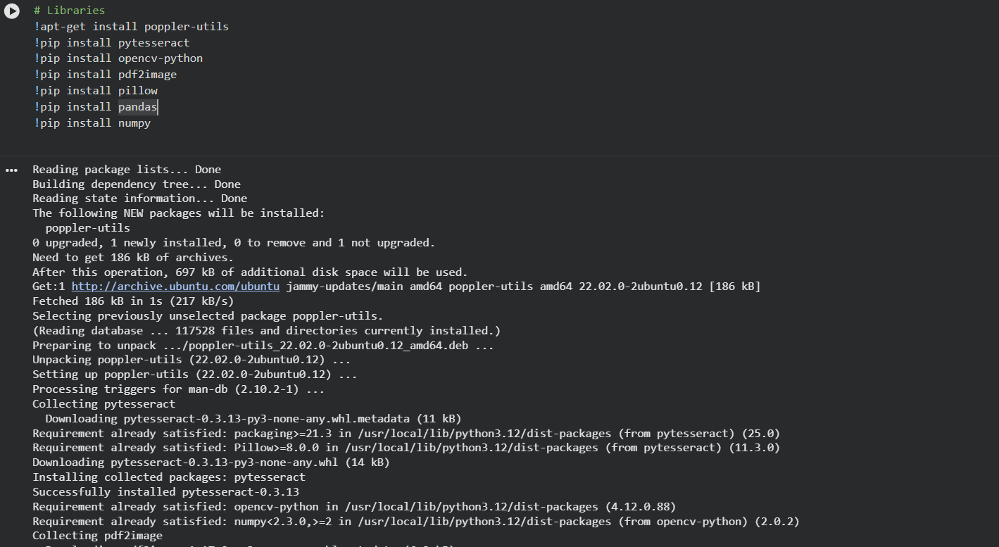 # Libraries
!apt-get install poppler-utils
!pip install pytesseract
!pip install opencv-python
!pip install pdf2image
!pip install pillow
!pip install pandas
!pip install numpy
Reading package lists... Done
Building dependency tree... Done
Reading state information... Done
The following NEW packages will be installed:
  poppler-utils
0 upgraded, 1 newly installed, 0 to remove and 1 not upgraded.
Need to get 186 kB of archives.
After this operation, 697 kB of additional disk space will be used.
Get:1 http://archive.ubuntu.com/ubuntu jammy-updates/main amd64 poppler-utils amd64 22.02.0-2ubuntu0.12 [186 kB]
Fetched 186 kB in 1s (217 kB/s)
Selecting previously unselected package poppler-utils.
(Reading database ... 117528 files and directories currently installed.)
Preparing to unpack .../poppler-utils_22.02.0-2ubuntu0.12_amd64.deb ...
Unpacking poppler-utils (22.02.0-2ubuntu0.12) ...
Setting up poppler-utils (22.02.0-2ubuntu0.12) ...
Processing triggers for man-db (2.10.2-1) ...
Collecting pytesseract
  Downloading pytesseract-0.3.13-py3-none-any.whl.metadata (11 kB)
Requirement already satisfied: packaging>=21.3 in /usr/local/lib/python3.12/dist-packages (from pytesseract) (25.0)
Requirement already satisfied: Pillow>=8.0.0 in /usr/local/lib/python3.12/dist-packages (from pytesseract) (11.3.0)
Downloading pytesseract-0.3.13-py3-none-any.whl (14 kB)
Installing collected packages: pytesseract
Successfully installed pytesseract-0.3.13
Requirement already satisfied: opencv-python in /usr/local/lib/python3.12/dist-packages (4.12.0.88)
Requirement already satisfied: numpy<2.3.0,>=2 in /usr/local/lib/python3.12/dist-packages (from opencv-python) (2.0.2)
Collecting pdf2image